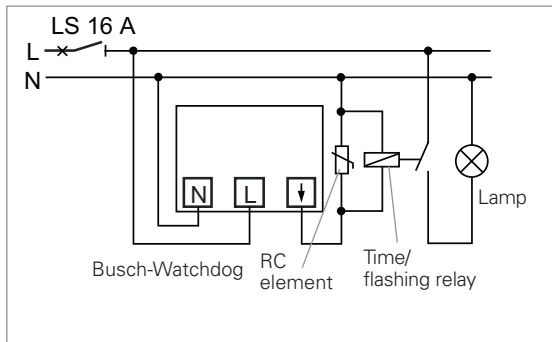 LS 16 A
L
N
N
L
↓
Lamp
Busch-Watchdog
RC
element
Time/
flashing relay